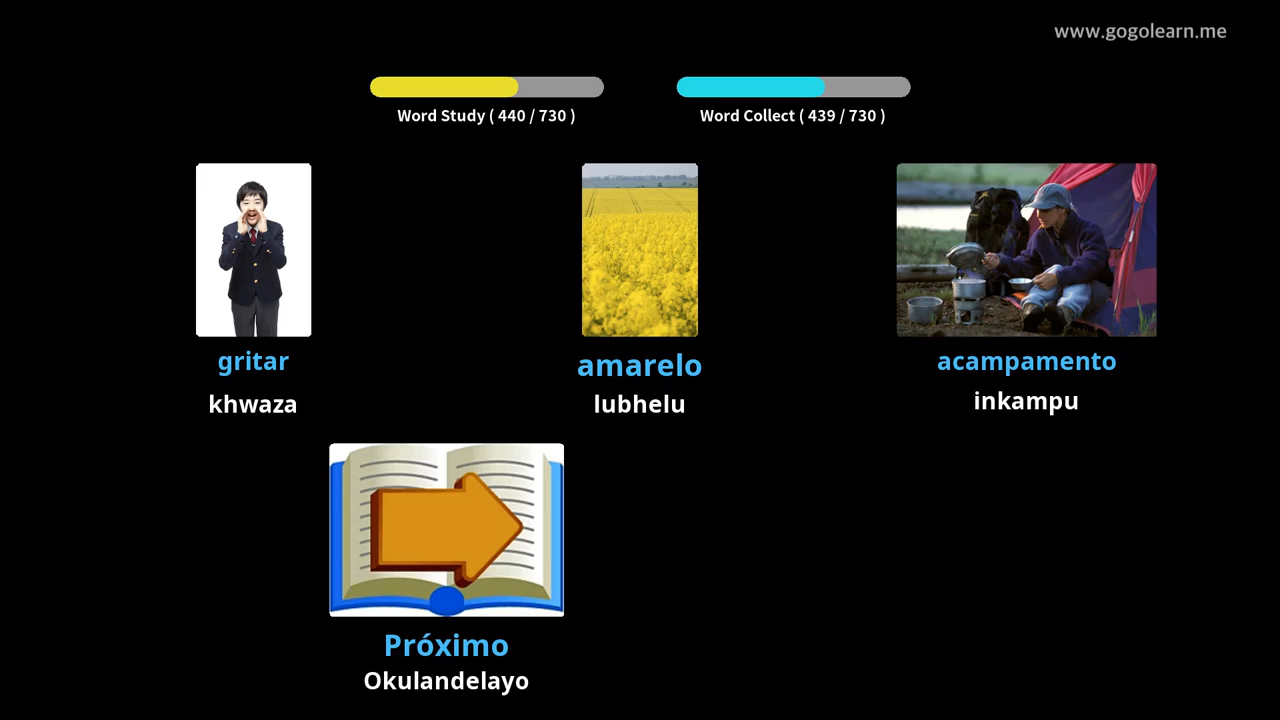 www.gogolearn.me
Word Study ( 440 / 730 )
Word Collect ( 439 / 730 )
gritar
khwaza
amarelo
lubhelu
acampamento
inkampu
Próximo
Okulandelayo